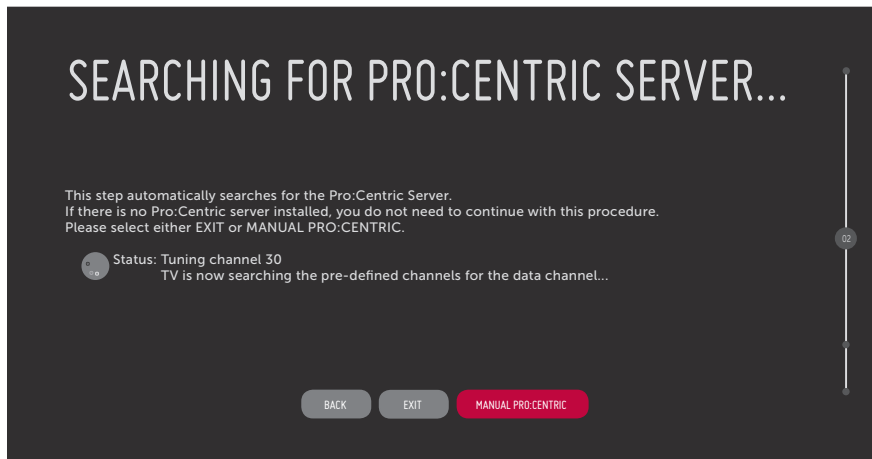 SEARCHING FOR PRO:CENTRIC SERVER...
This step automatically searches for the Pro:Centric Server.
If there is no Pro:Centric server installed, you do not need to continue with this procedure.
Please select either EXIT or MANUAL PRO:CENTRIC.
02
Status: Tuning channel 30
TV is now searching the pre-defined channels for the data channel...
BACK EXIT MANUAL PRO:CENTRIC